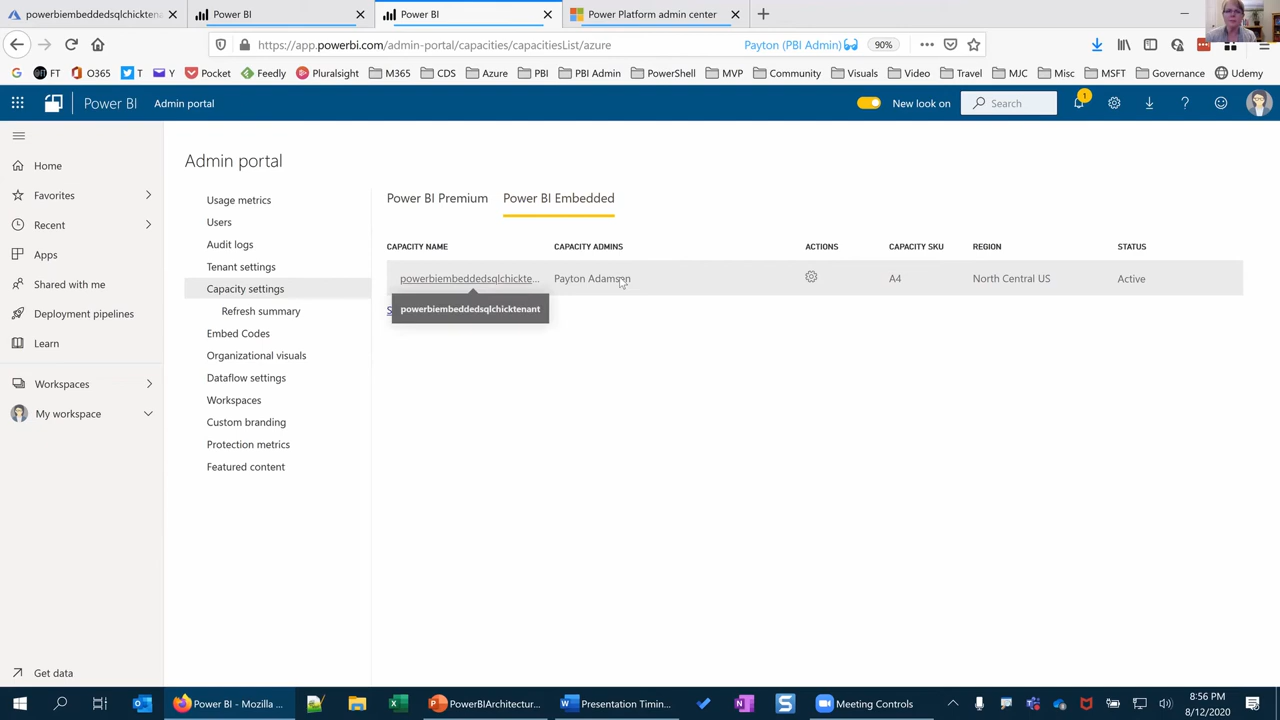 powerbiembeddedsqlchicktena
Power BI
Power BI
Power Platform admin center
https://app.powerbi.com/admin-portal/capacities/capacitiesList/azure
Payton (PBI Admin)
90%
FT
O365
T
Y
Pocket
Feedly
Pluralsight
M365
CDS
Azure
PBI
PBI Admin
PowerShell
MVP
Community
Visuals
Video
Travel
MJC
Misc
MSFT
Governance
Udemy
Power BI
Admin portal
New look on
Search
1
Home
Favorites
Recent
Apps
Shared with me
Deployment pipelines
Learn
Workspaces
My workspace
Get data
Admin portal
Usage metrics
Users
Audit logs
Tenant settings
Capacity settings
Refresh summary
Embed Codes
Organizational visuals
Dataflow settings
Workspaces
Custom branding
Protection metrics
Featured content
Power BI Premium
Power BI Embedded
CAPACITY NAME
CAPACITY ADMINS
ACTIONS
CAPACITY SKU
REGION
STATUS
powerbiembeddedsqlchickte...
Payton Adamson
A4
North Central US
Active
powerbiembeddedsqlchicktenant
Power BI - Mozilla ...
PowerBIArchitectur...
Presentation Timin...
Meeting Controls
8:56 PM
8/12/2020